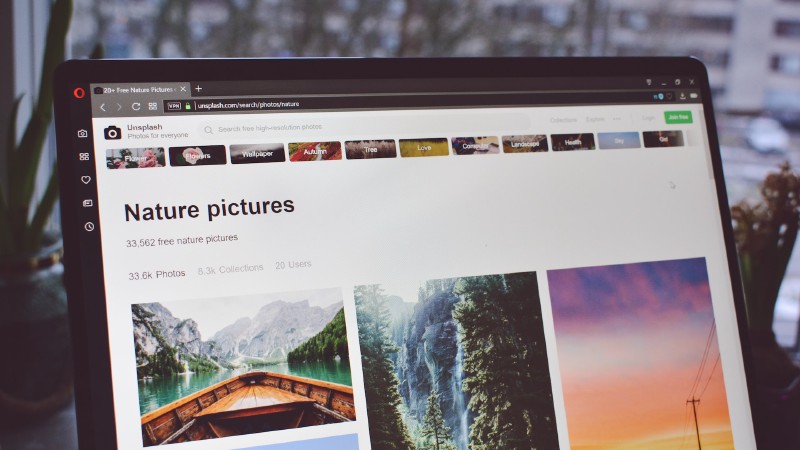 20+ Free Nature Pictures
VPN unsplash.com/search/photos/nature
Unsplash
Photos for everyone
Search free high-resolution photos
Collections Explore ... Login Join free
Flower Flowers Wallpaper Autumn Tree Love Computer Landscape Health Sky Girl
Nature pictures
33,562 free nature pictures
33.6k Photos 8.3k Collections 20 Users